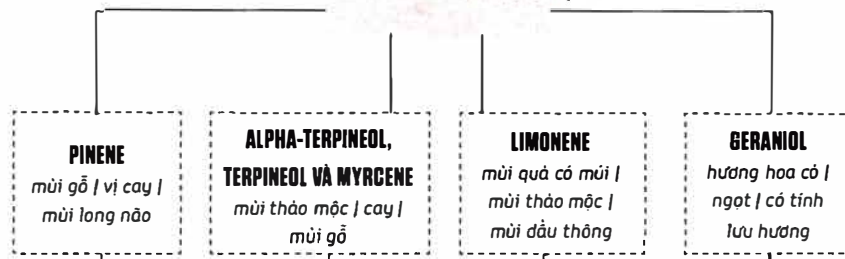 PINENE
mùi gỗ | vị cay |
mùi long não
ALPHA-TERPINEOL,
TERPINEOL VÀ MYRCENE
mùi thảo mộc | cay |
mùi gỗ
LIMONENE
mùi quả có múi |
mùi thảo mộc |
mùi dầu thông
GERANIOL
hương hoa cỏ |
ngọt | có tính
lưu hương